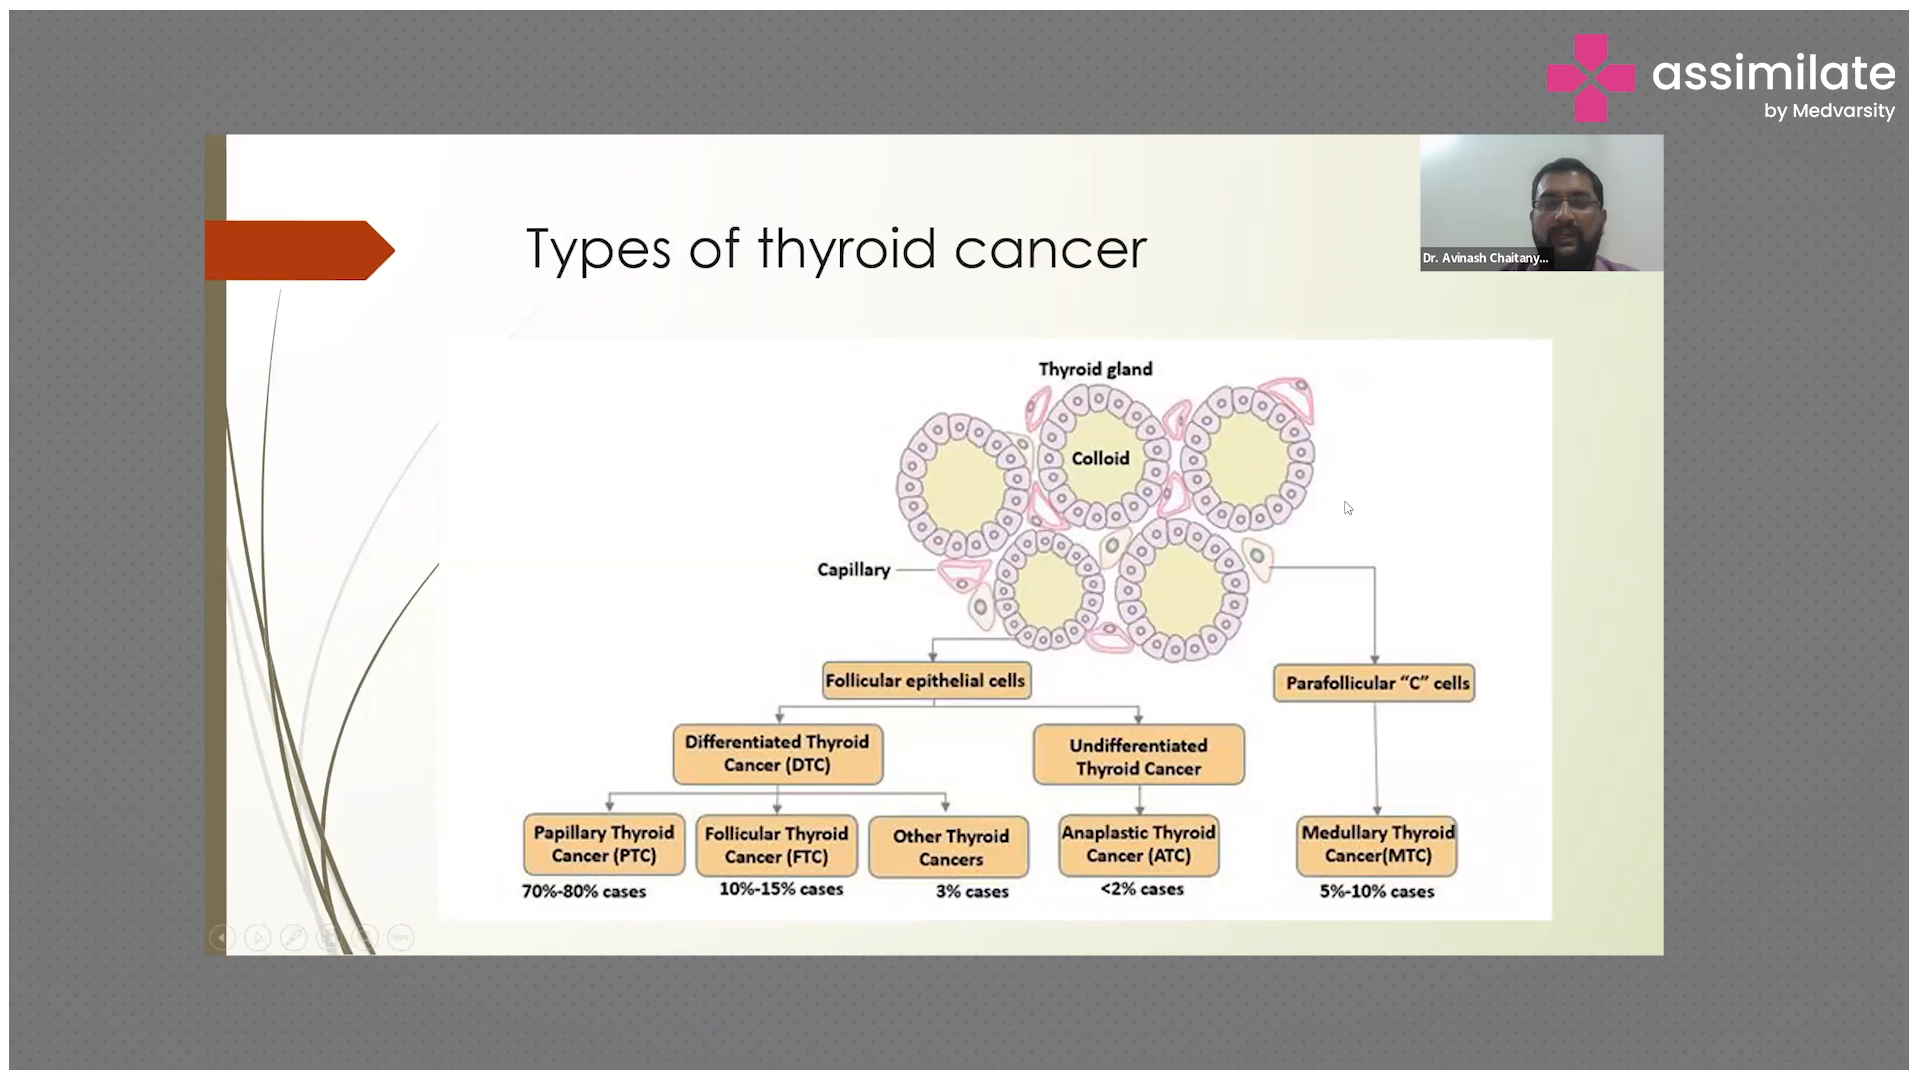 assimilate
by Medvarsity
Types of thyroid cancer
Dr. Avinash Chaitany...
Thyroid gland
Colloid
Capillary
Follicular epithelial cells
Parafollicular “C” cells
Differentiated Thyroid
Cancer (DTC)
Undifferentiated
Thyroid Cancer
Papillary Thyroid
Cancer (PTC)
Follicular Thyroid
Cancer (FTC)
Other Thyroid
Cancers
Anaplastic Thyroid
Cancer (ATC)
Medullary Thyroid
Cancer(MTC)
70%-80% cases
10%-15% cases
3% cases
<2% cases
5%-10% cases